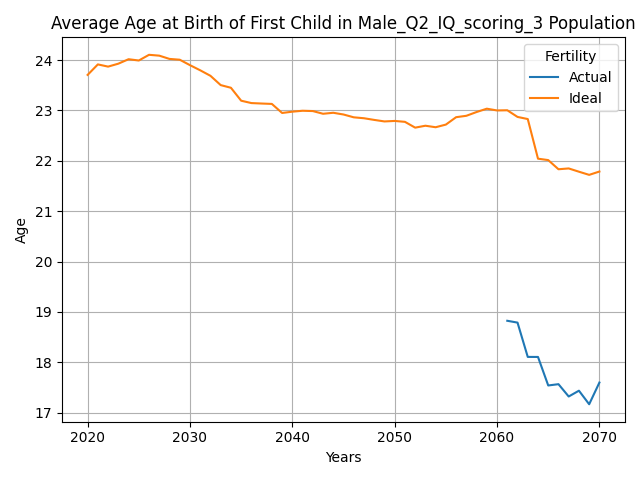 Average Age at Birth of First Child in Male_Q2_IQ_scoring_3 Population
Fertility
Actual
Ideal
24
23
22
21
20
19
18
17
Age
2020 2030 2040 2050 2060 2070
Years